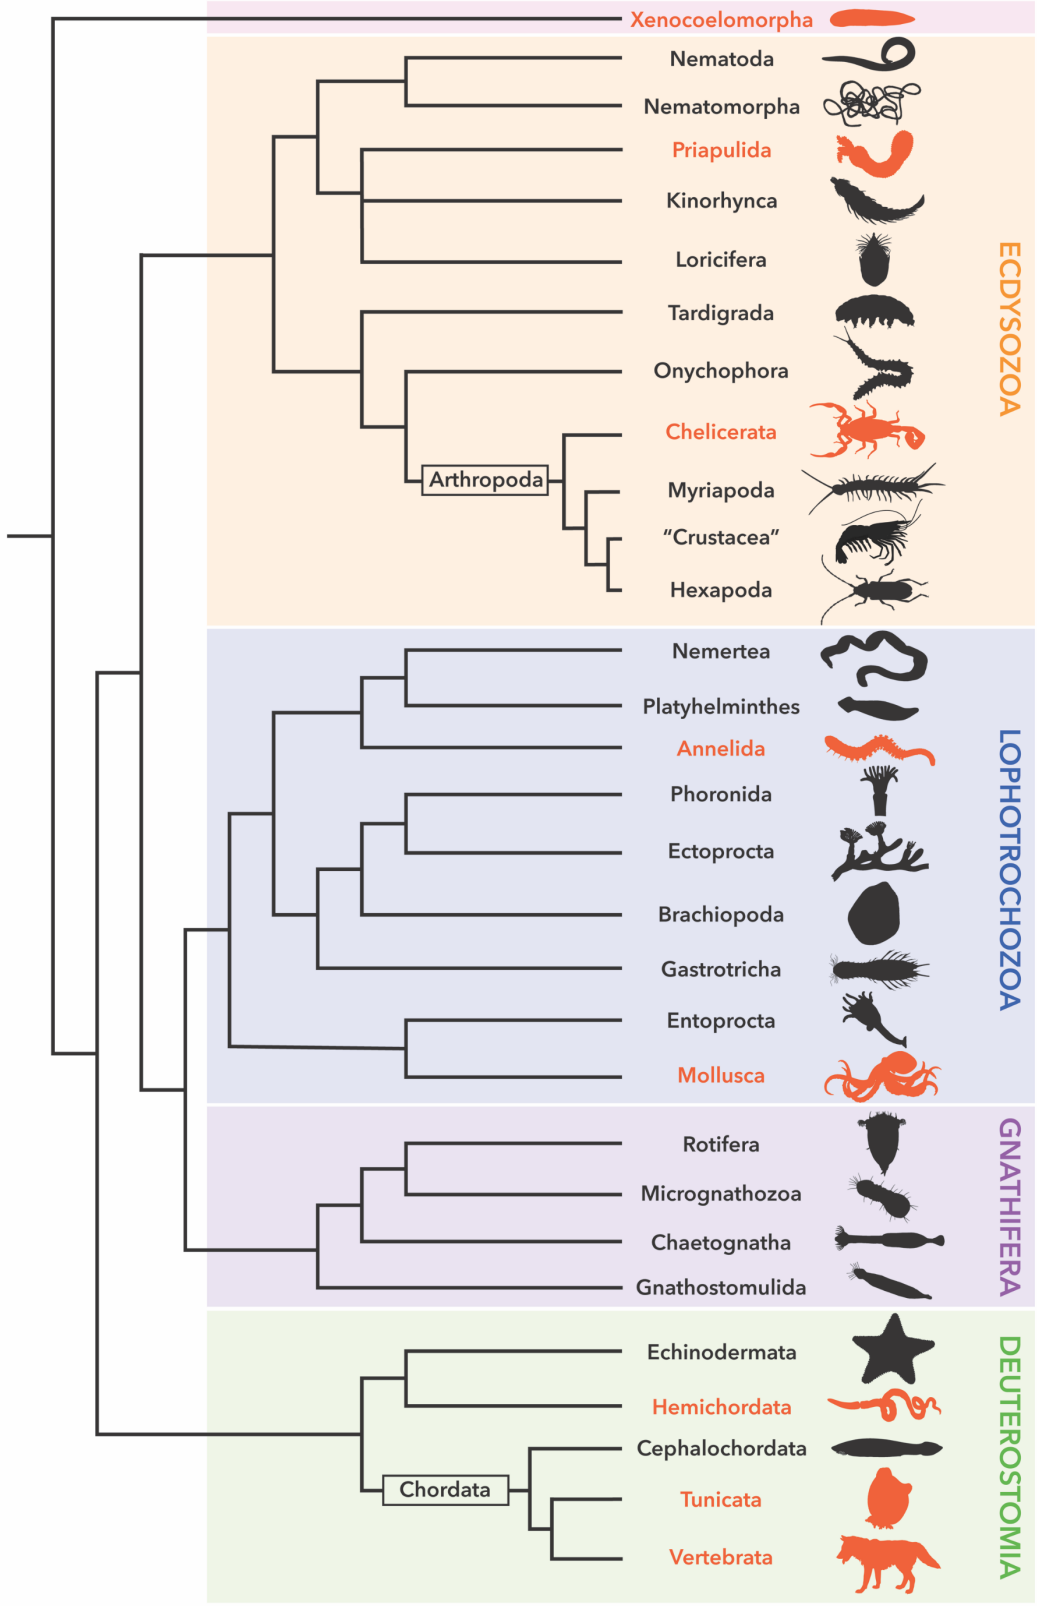 Xenocoelomorpha
Nematoda
Nematomorpha
Priapulida
Kinorhynca
Loricifera
Tardigrada
Onychophora
Chelicerata
Arthropoda
Myriapoda
“Crustacea”
Hexapoda
ECDYSOZOA
Nemertea
Platyhelminthes
Annelida
Phoronida
Ectoprocta
Brachiopoda
Gastrotricha
Entoprocta
Mollusca
LOPHOTROCHOZOA
Rotifera
Micrognathozoa
Chaetognatha
Gnathostomulida
GNATHIFERA
Echinodermata
Hemichordata
Cephalochordata
Chordata
Tunicata
Vertebrata
DEUTEROSTOMIA